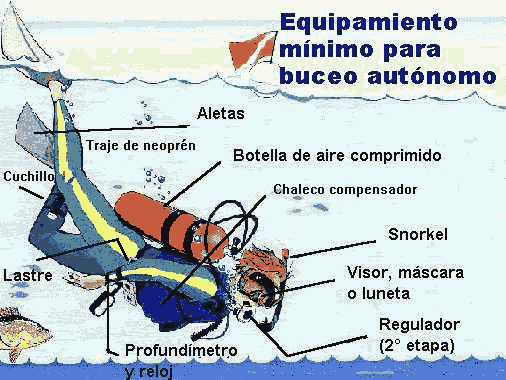 Equipamiento
mínimo para
buceo autónomo
Aletas
Traje de neoprén
Botella de aire comprimido
Cuchillo
Chaleco compensador
Snorkel
Lastre
Visor, máscara
o luneta
Regulador
(2° etapa)
Profundímetro
y reloj